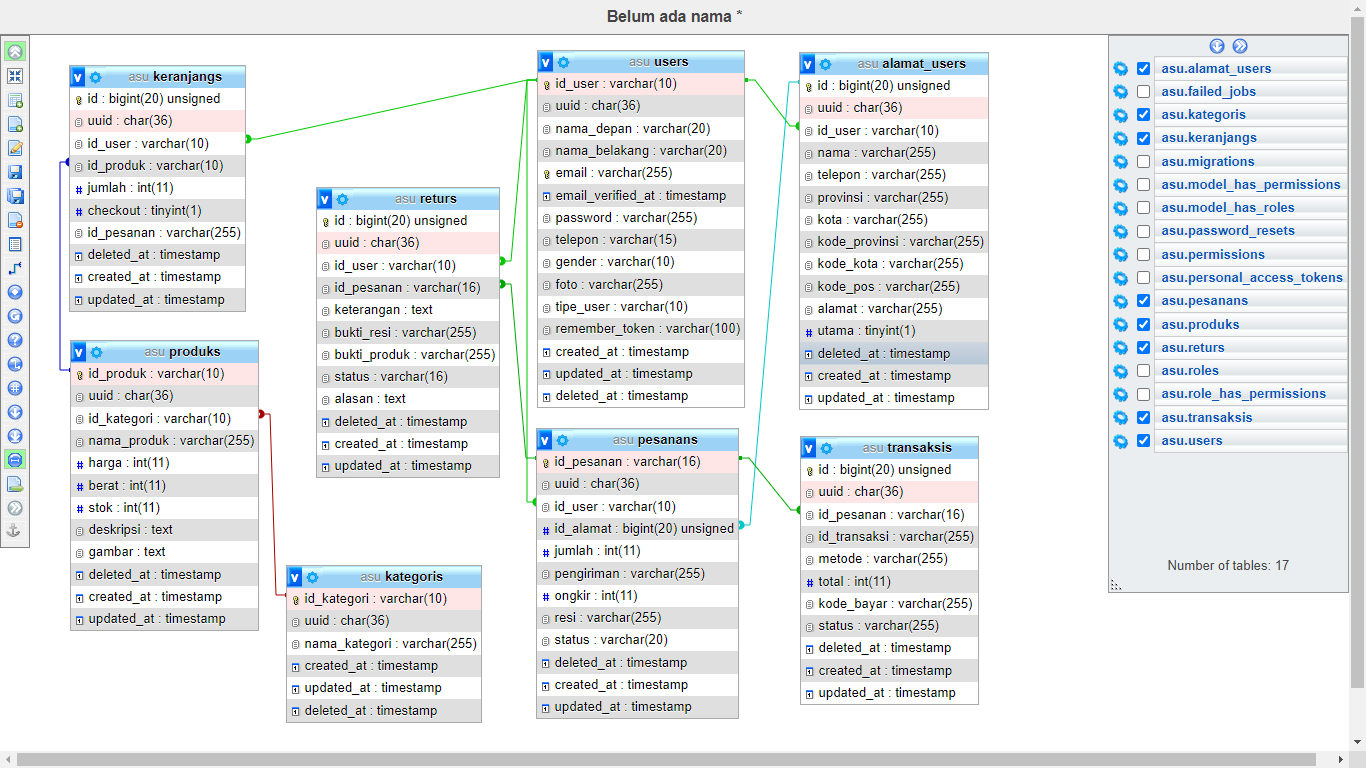 Belum ada nama *
asu keranjangs
id : bigint(20) unsigned
uuid : char(36)
id_user : varchar(10)
id_produk : varchar(10)
jumlah : int(11)
checkout : tinyint(1)
id_pesanan : varchar(255)
deleted_at : timestamp
created_at : timestamp
updated_at : timestamp
asu produks
id_produk : varchar(10)
uuid : char(36)
id_kategori : varchar(10)
nama_produk : varchar(255)
harga : int(11)
berat : int(11)
stok : int(11)
deskripsi : text
gambar : text
deleted_at : timestamp
created_at : timestamp
updated_at : timestamp
asu returs
id : bigint(20) unsigned
uuid : char(36)
id_user : varchar(10)
id_pesanan : varchar(16)
keterangan : text
bukti_resi : varchar(255)
bukti_produk : varchar(255)
status : varchar(16)
alasan : text
deleted_at : timestamp
created_at : timestamp
updated_at : timestamp
asu kategoris
id_kategori : varchar(10)
uuid : char(36)
nama_kategori : varchar(255)
created_at : timestamp
updated_at : timestamp
deleted_at : timestamp
asu users
id_user : varchar(10)
uuid : char(36)
nama_depan : varchar(20)
nama_belakang : varchar(20)
email : varchar(255)
email_verified_at : timestamp
password : varchar(255)
telepon : varchar(15)
gender : varchar(10)
foto : varchar(255)
tipe_user : varchar(10)
remember_token : varchar(100)
created_at : timestamp
updated_at : timestamp
deleted_at : timestamp
asu pesanans
id_pesanan : varchar(16)
uuid : char(36)
id_user : varchar(10)
id_alamat : bigint(20) unsigned
jumlah : int(11)
pengiriman : varchar(255)
ongkir : int(11)
resi : varchar(255)
status : varchar(20)
deleted_at : timestamp
created_at : timestamp
updated_at : timestamp
asu alamat_users
id : bigint(20) unsigned
uuid : char(36)
id_user : varchar(10)
nama : varchar(255)
telepon : varchar(255)
provinsi : varchar(255)
kota : varchar(255)
kode_provinsi : varchar(255)
kode_kota : varchar(255)
kode_pos : varchar(255)
alamat : varchar(255)
utama : tinyint(1)
deleted_at : timestamp
created_at : timestamp
updated_at : timestamp
asu transaksis
id : bigint(20) unsigned
uuid : char(36)
id_pesanan : varchar(16)
id_transaksi : varchar(255)
metode : varchar(255)
total : int(11)
kode_bayar : varchar(255)
status : varchar(255)
deleted_at : timestamp
created_at : timestamp
updated_at : timestamp
asu.alamat_users
asu.failed_jobs
asu.kategoris
asu.keranjangs
asu.migrations
asu.model_has_permissions
asu.model_has_roles
asu.password_resets
asu.permissions
asu.personal_access_tokens
asu.pesanans
asu.produks
asu.returs
asu.roles
asu.role_has_permissions
asu.transaksis
asu.users
Number of tables: 17